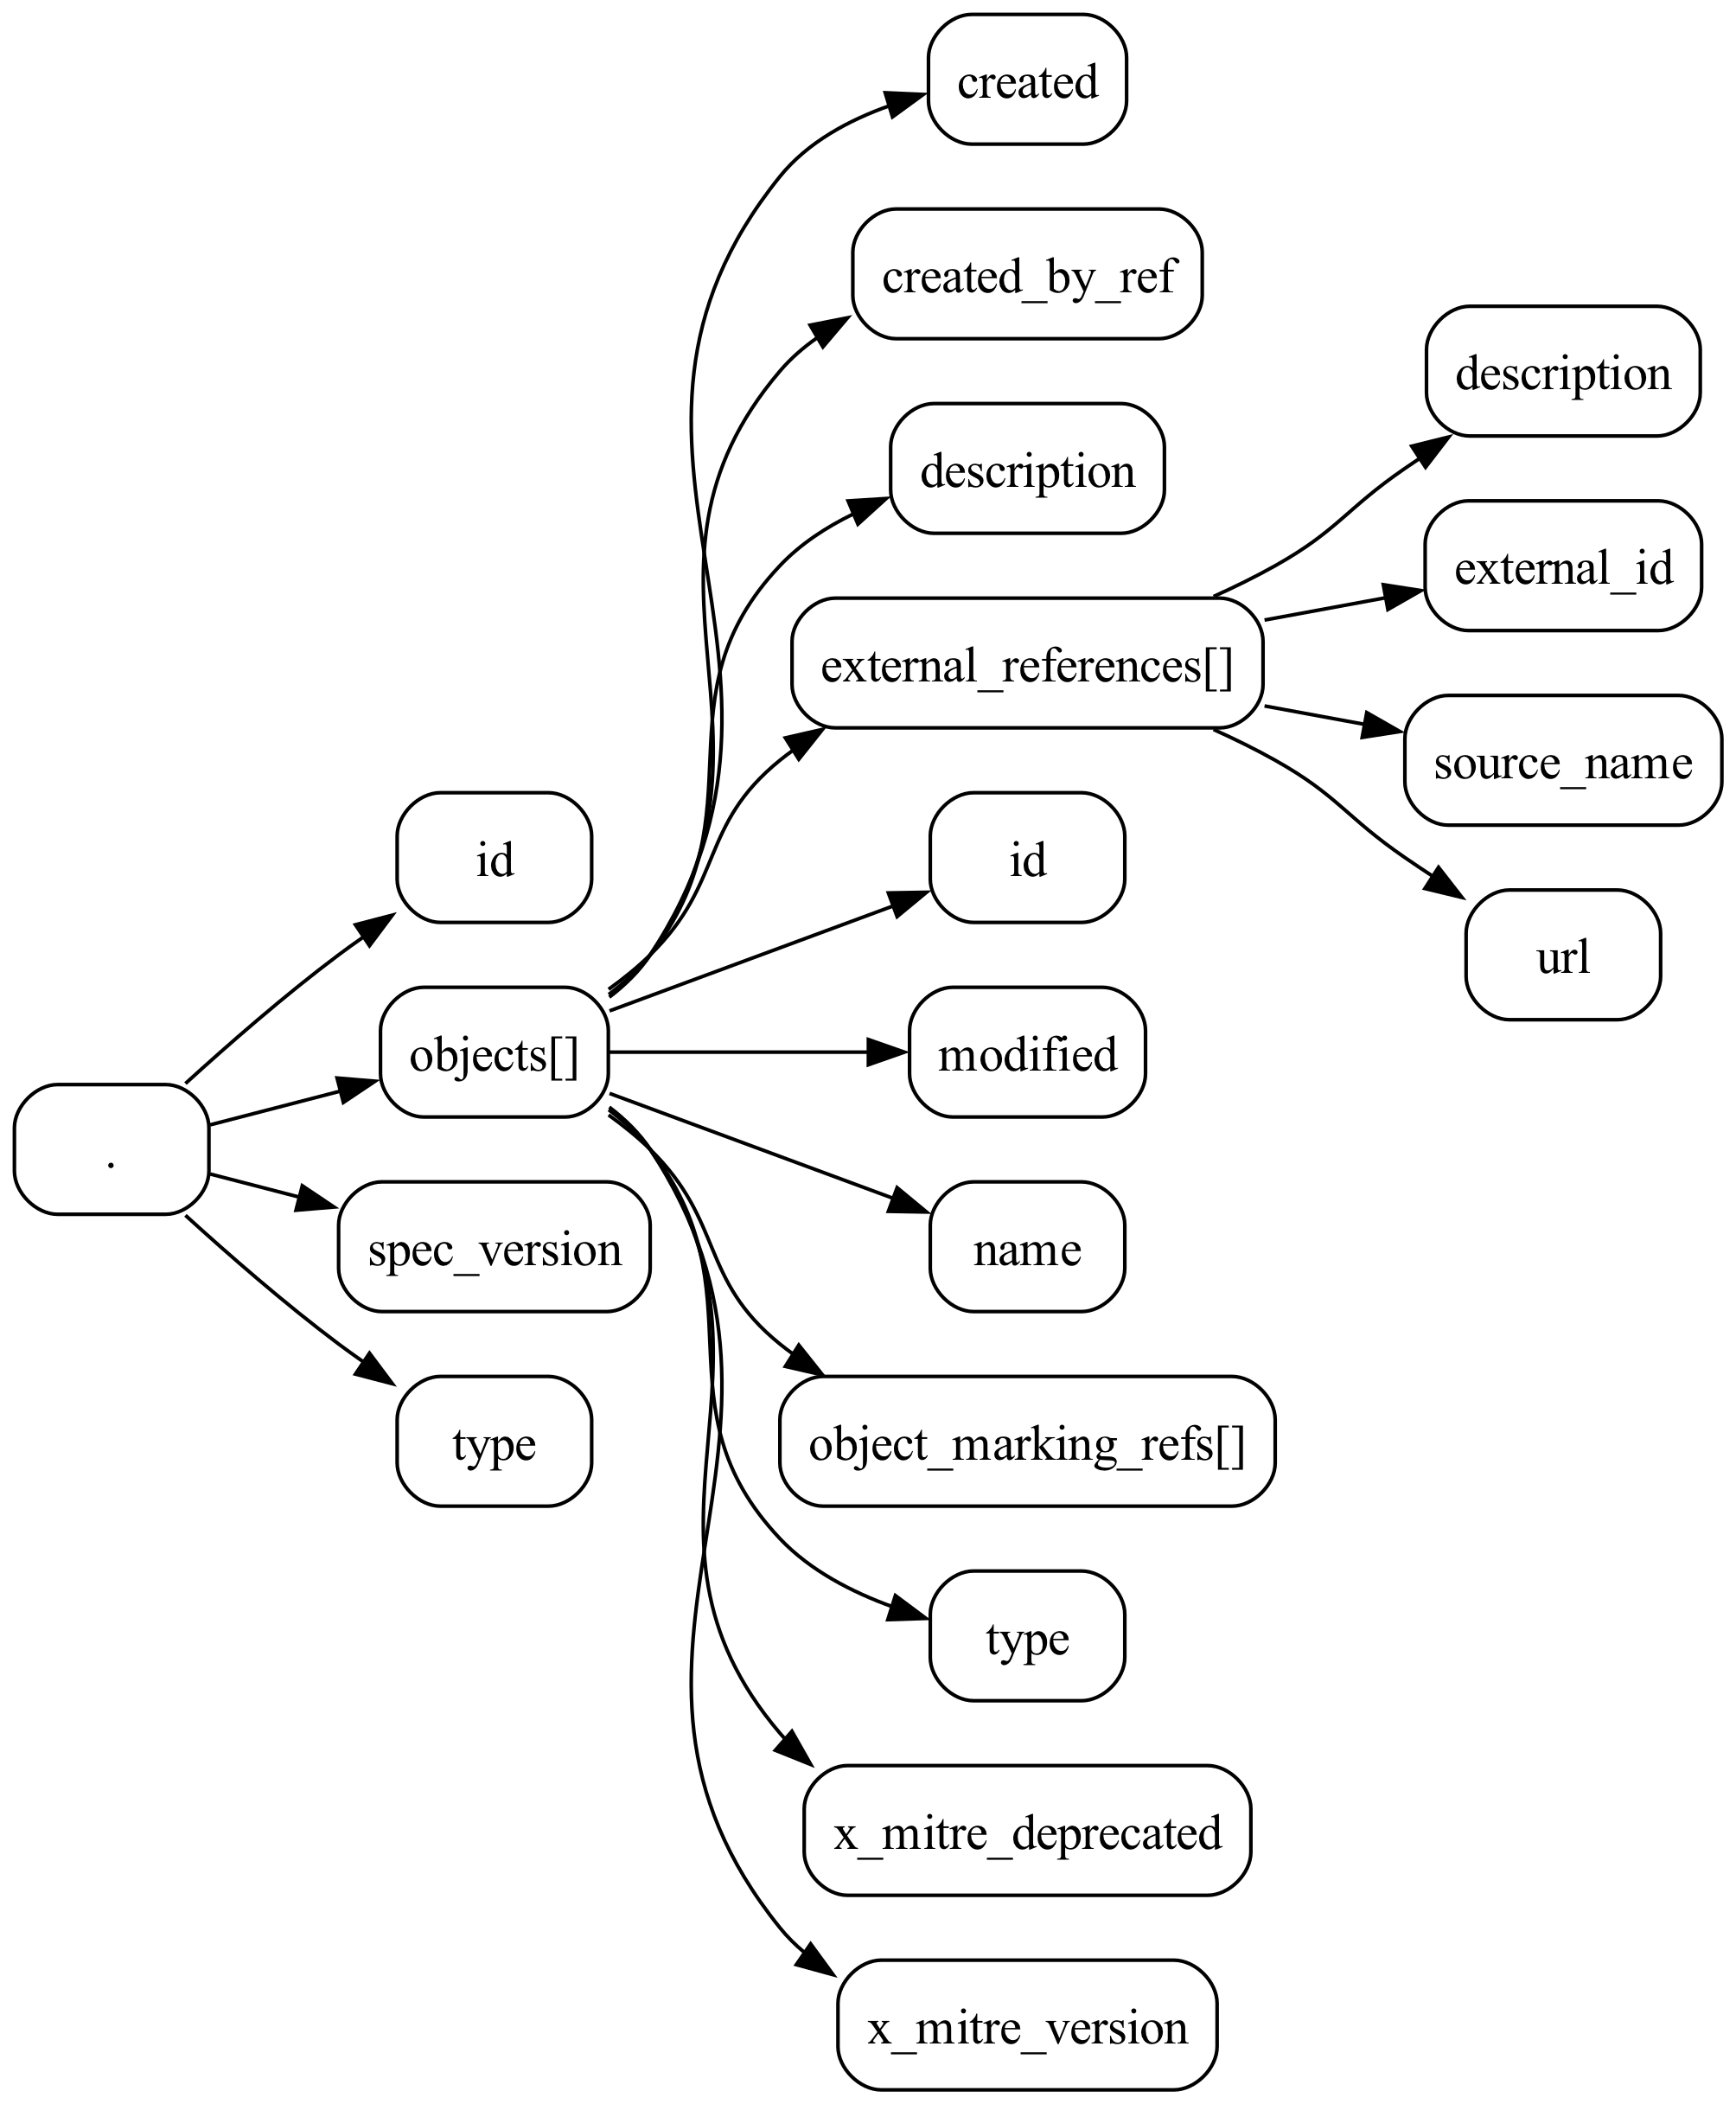 created
created_by_ref
description
description
external_id
external_references[]
source_name
id
id
url
objects[]
modified
.
spec_version
name
type
object_marking_refs[]
type
x_mitre_deprecated
x_mitre_version